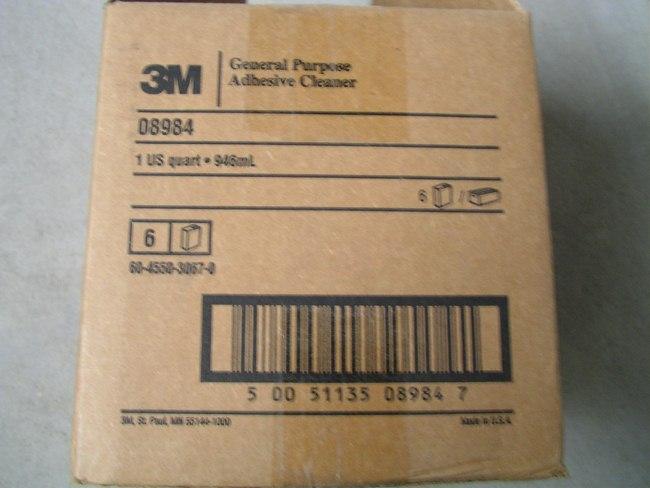 3M
General Purpose
Adhesive Cleaner
08984
1 US quart • 946mL
6 /
6
60-4550-3067-0
5 00 51135 08984 7
3M, St. Paul, MN 55144-1000
Made in U.S.A.